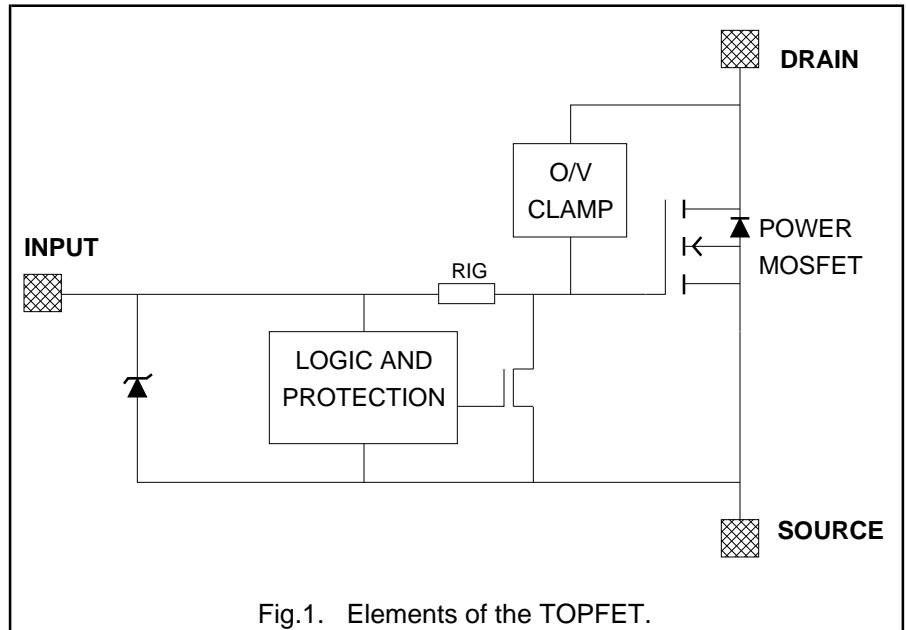 DRAIN
O/V
CLAMP
POWER
MOSFET
INPUT
RIG
LOGIC AND
PROTECTION
SOURCE
Fig.1. Elements of the TOPFET.